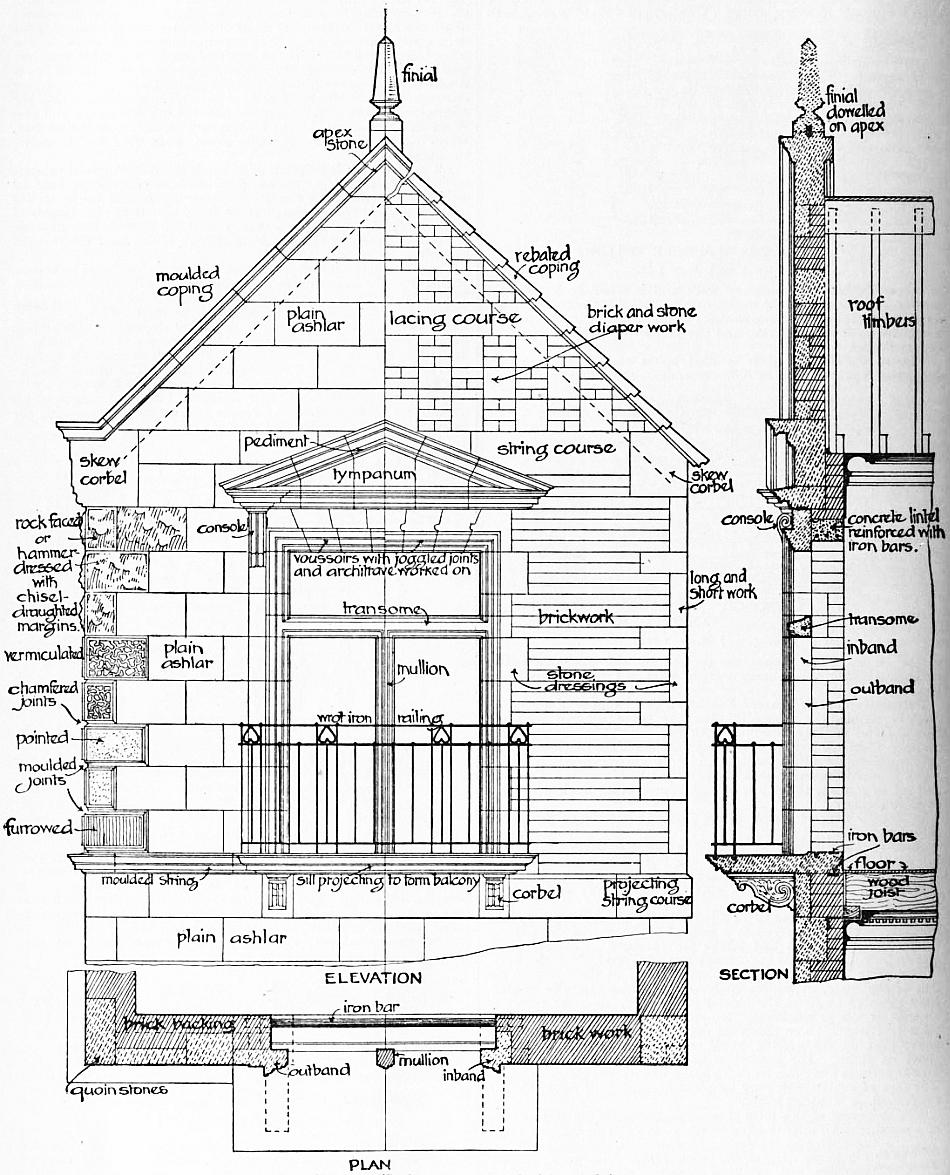 finial
apex
stone
moulded
coping
rebated
coping
plain
ashlar
lacing course
brick and stone
diaper work
pediment
string course
tympanum
skew
corbel
skew
corbel
rock faced
or
hammer-
dressed
with
chisel-
draughted
margins.
console
voussoirs with joggled joints
and architrave worked on
long and
short work
transome
brickwork
vermiculated
plain
ashlar
mullion
stone
dressings
chamfered
joints
wrot iron railing
pointed
moulded
joints
furrowed
moulded string
sill projecting to form balcony
corbel
projecting
string course
plain ashlar
ELEVATION
finial
dowelled
on apex
roof
timbers
console
concrete lintel
reinforced with
iron bars.
transome
inband
outband
iron bars
floor
wood
joist
corbel
SECTION
iron bar
brick backing
brick work
outband
mullion
inband
quoin stones
PLAN